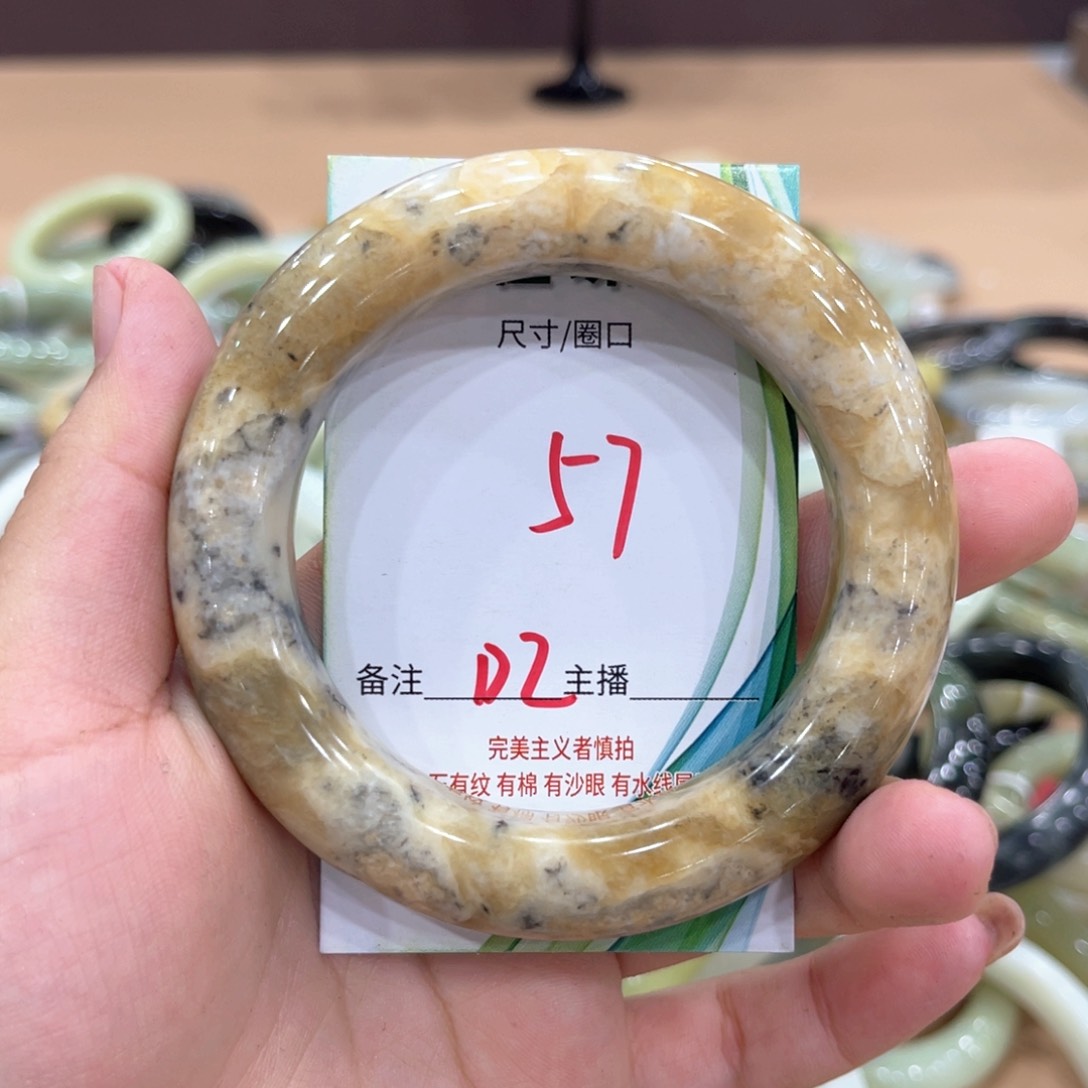 尺寸/圈口
57
备注 DZ 主播
完美主义者慎拍
有纹 有棉 有沙眼 有水线